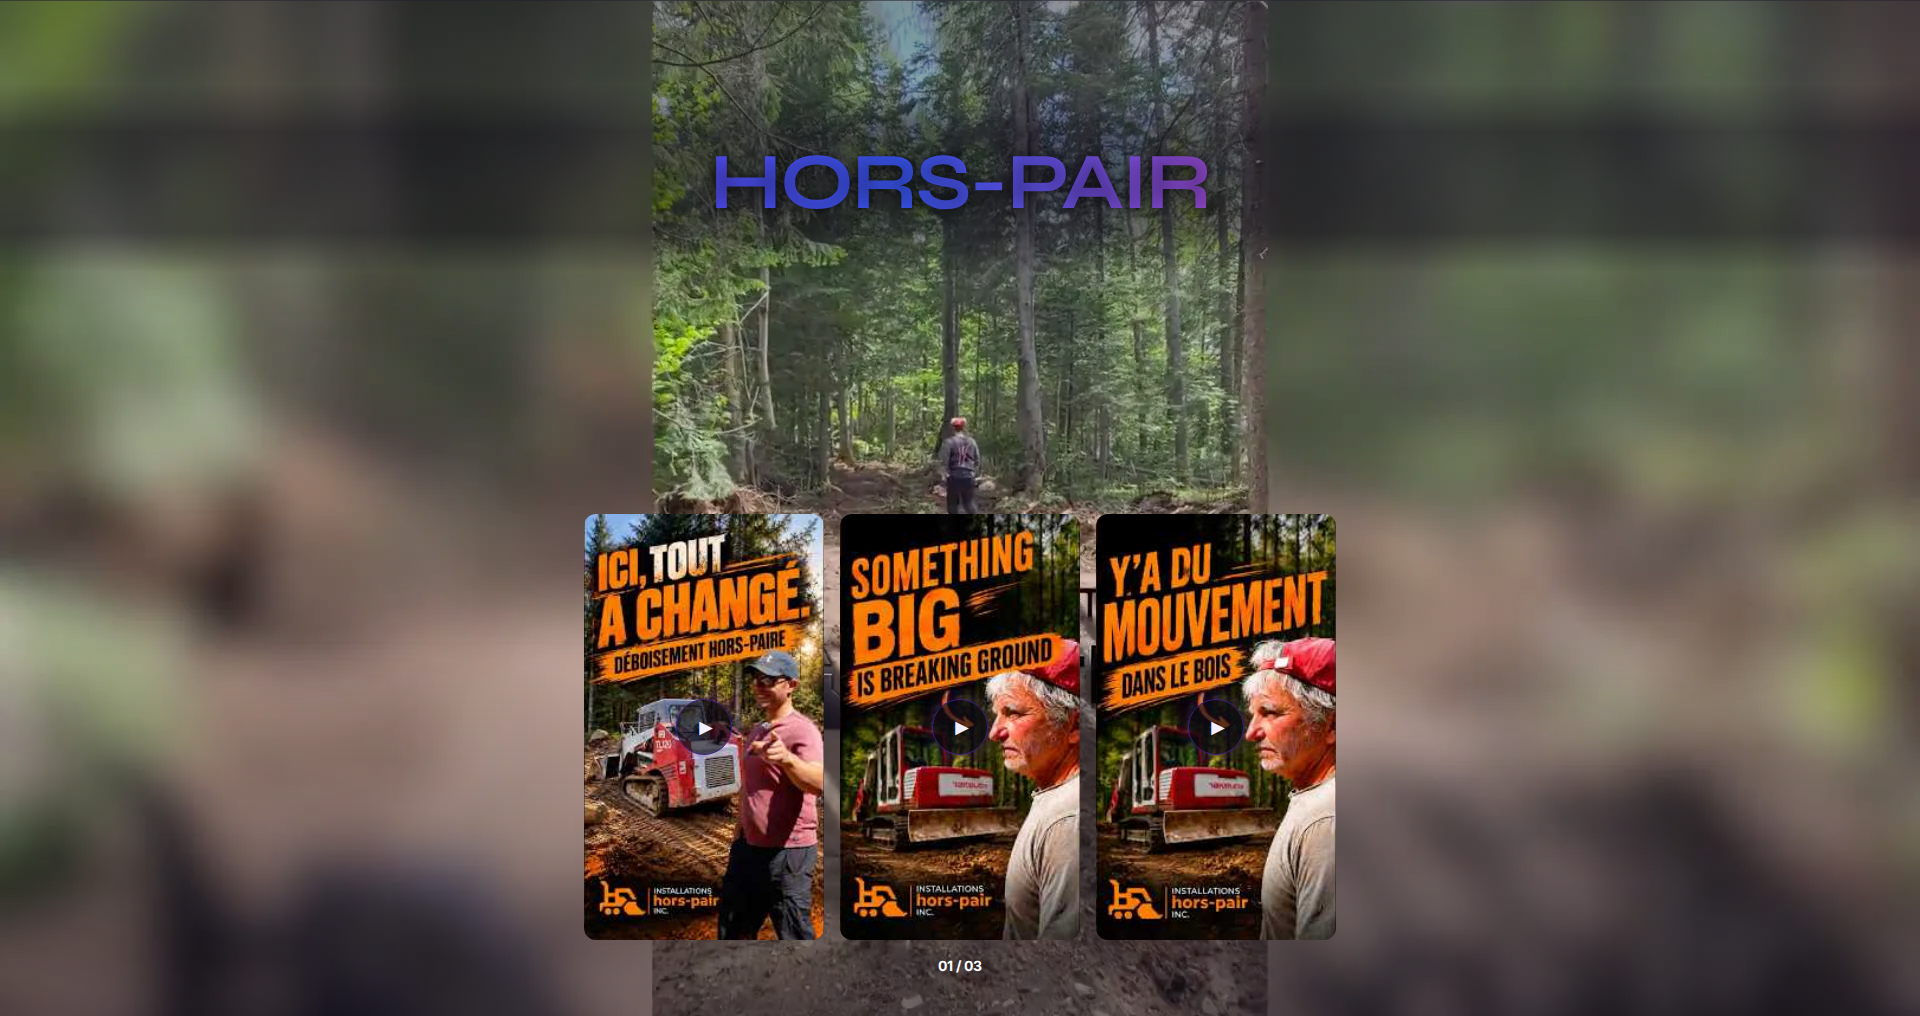 HORS-PAIR
ICI, TOUT
A CHANGÉ.
DÉBOISEMENT HORS-PAIRE
TL120
INSTALLATIONS
hors-pair
INC.
SOMETHING
BIG
IS BREAKING GROUND
INSTALLATIONS
hors-pair
INC.
Y'A DU
MOUVEMENT
DANS LE BOIS
INSTALLATIONS
hors-pair
INC.
01 / 03